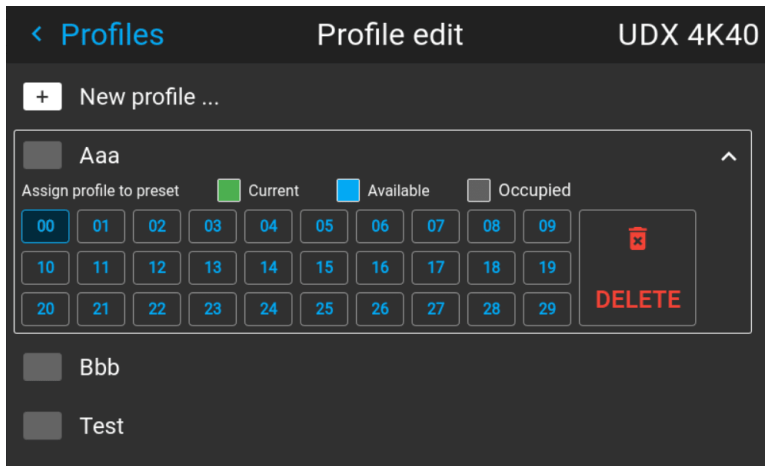 < Profiles Profile edit UDX 4K40
+ New profile ...
Aaa
Assign profile to preset Current Available Occupied
00 01 02 03 04 05 06 07 08 09
10 11 12 13 14 15 16 17 18 19
20 21 22 23 24 25 26 27 28 29
DELETE
Bbb
Test